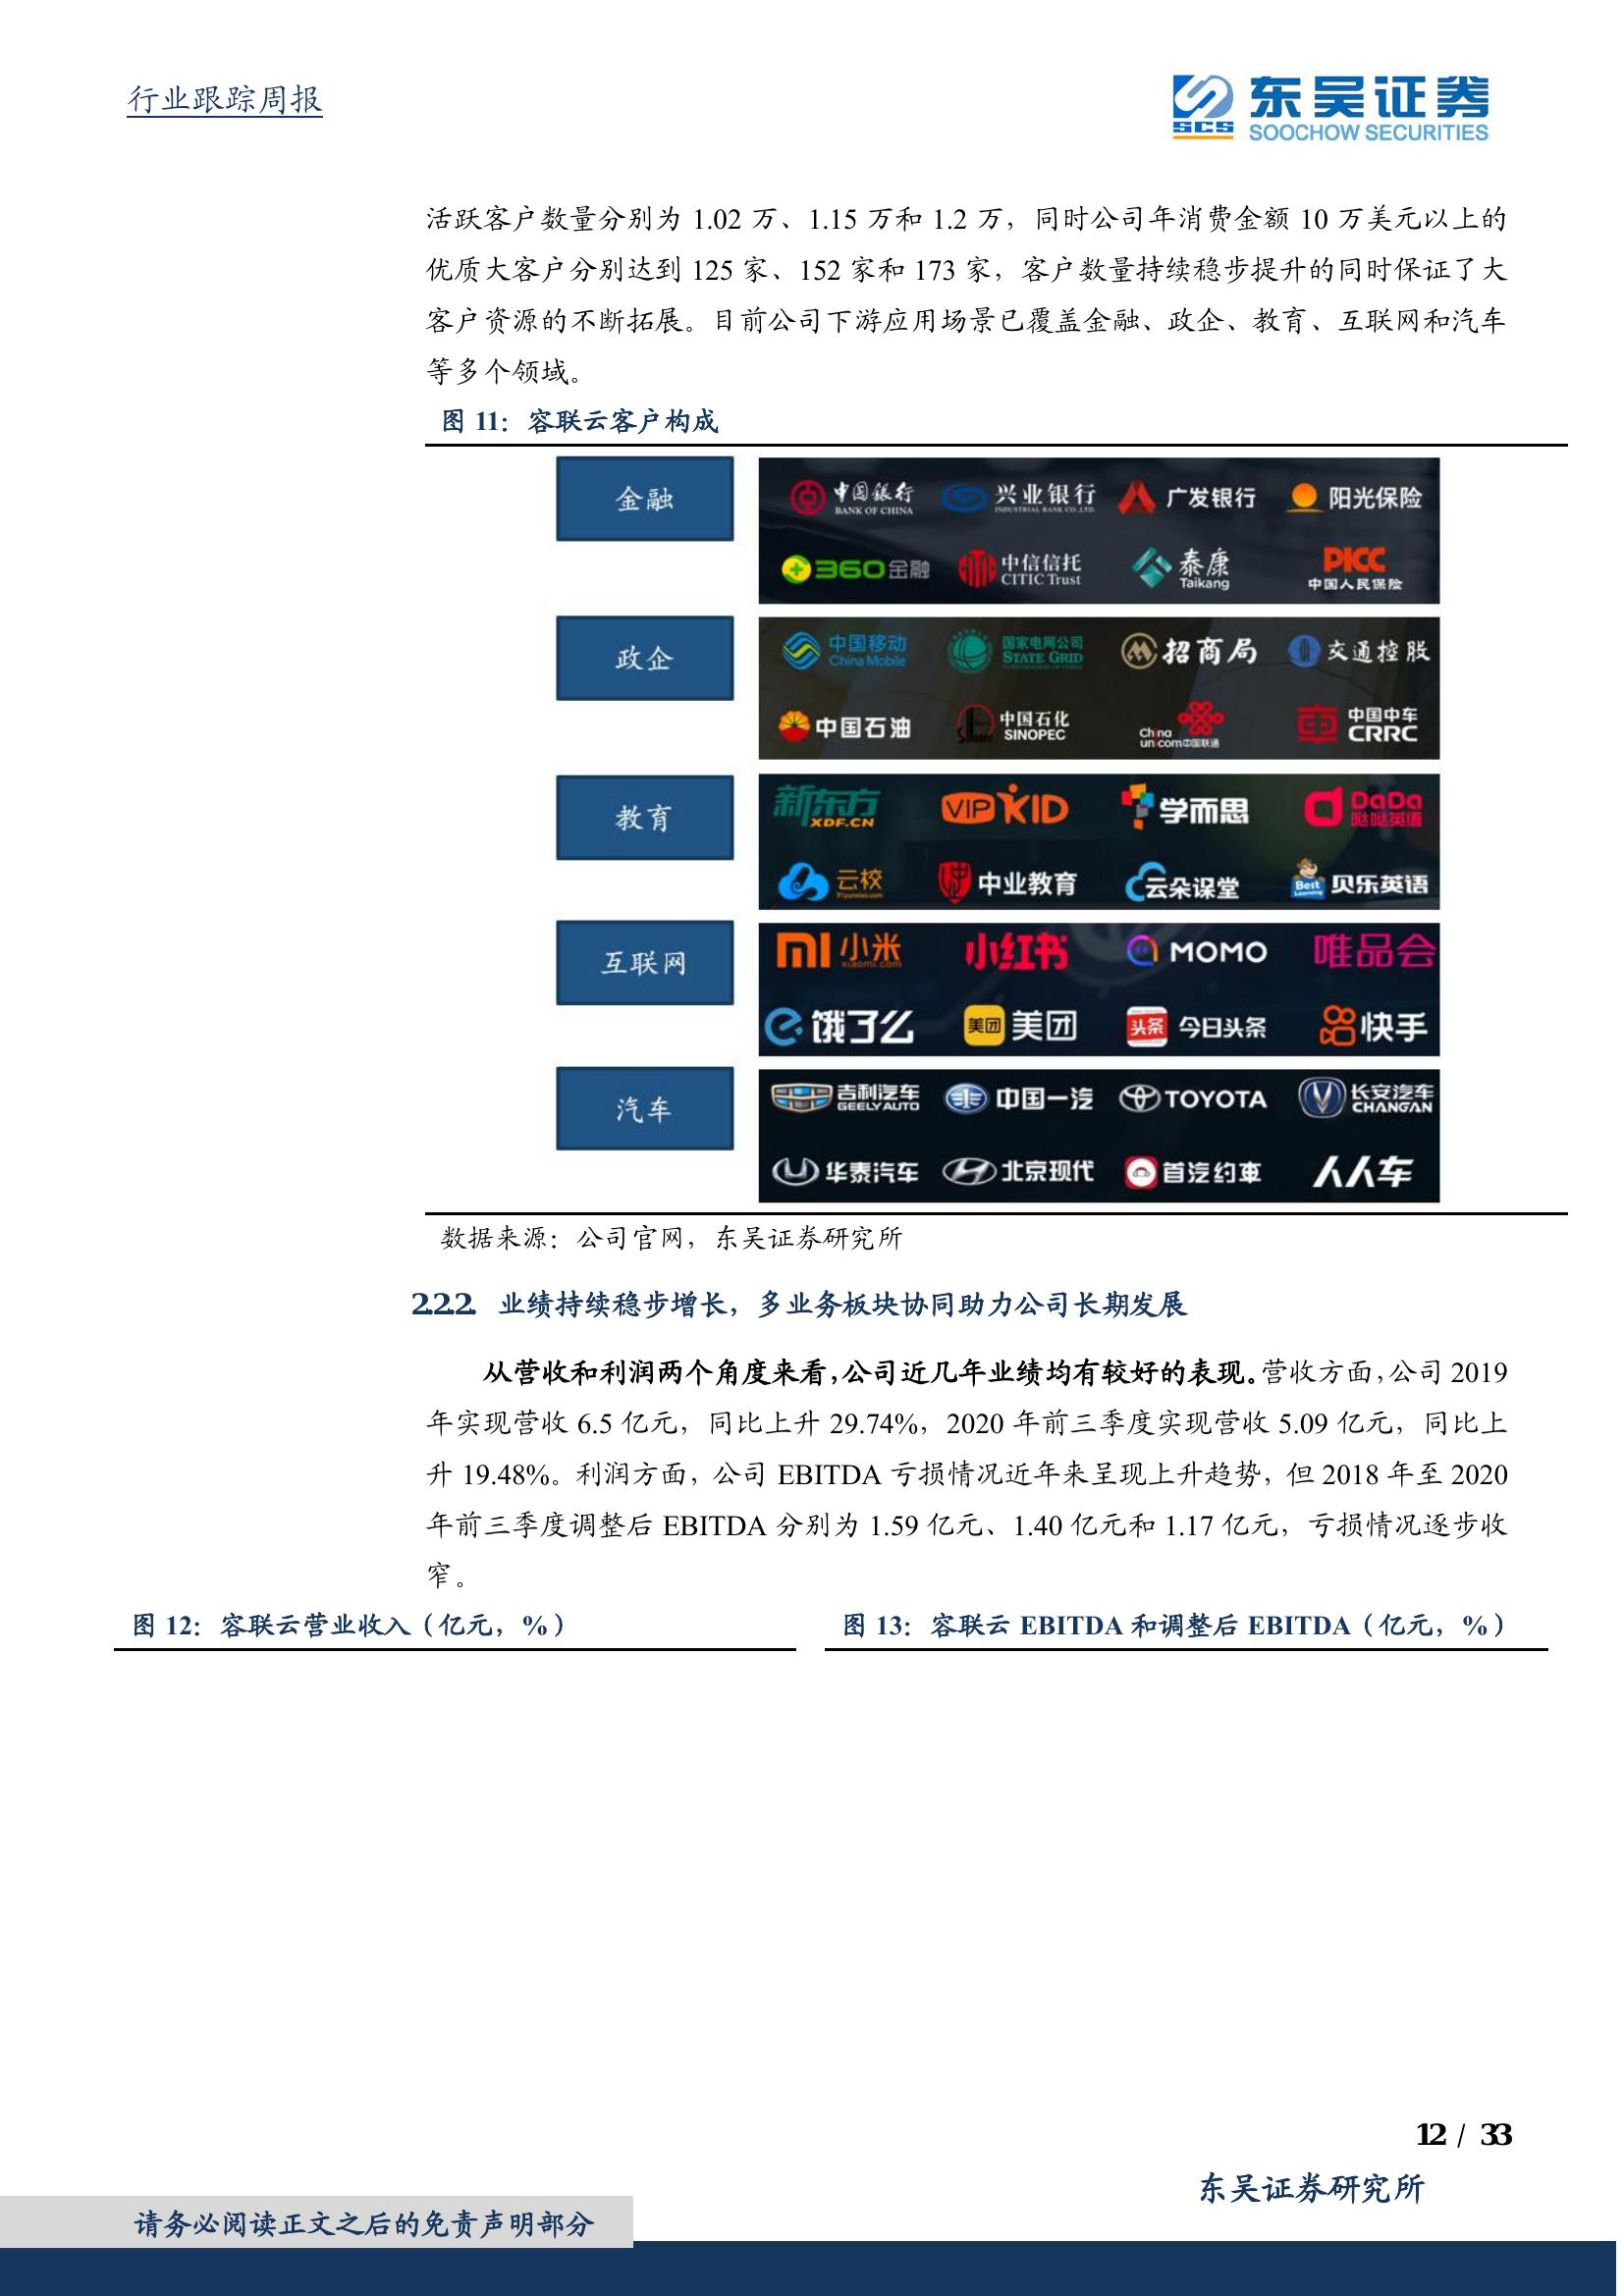 行业跟踪周报
SCS 东吴证券
SOOCHOW SECURITIES
活跃客户数量分别为 1.02 万、1.15 万和 1.2 万，同时公司年消费金额 10 万美元以上的
优质大客户分别达到 125 家、152 家和 173 家，客户数量持续稳步提升的同时保证了大
客户资源的不断拓展。目前公司下游应用场景已覆盖金融、政企、教育、互联网和汽车
等多个领域。
图 11：容联云客户构成
金融
中国银行 兴业银行 广发银行 阳光保险
BANK OF CHINA INDUSTRIAL BANK CO.,LTD.
360金融 中信信托 泰康 PICC
CITIC Trust Taikang 中国人民保险
政企
中国移动 国家电网公司 招商局 交通控股
China Mobile STATE GRID
中国石油 中国石化 China unicom中国联通 中国中车
SINOPEC CRRC
教育
新东方 VIPKID 学而思 DaDa
XDF.CN 哒哒英语
云校 中业教育 云朵课堂 Best 贝乐英语
互联网
小米 小红书 MOMO 唯品会
xiaomi.com
饿了么 美团 美团 头条 今日头条 快手
汽车
吉利汽车 中国一汽 TOYOTA 长安汽车
GEELY AUTO CHANGAN
华泰汽车 北京现代 首汽约车 人人车
数据来源：公司官网，东吴证券研究所
2.2.2. 业绩持续稳步增长，多业务板块协同助力公司长期发展
从营收和利润两个角度来看，公司近几年业绩均有较好的表现。营收方面，公司 2019
年实现营收 6.5 亿元，同比上升 29.74%，2020 年前三季度实现营收 5.09 亿元，同比上
升 19.48%。利润方面，公司 EBITDA 亏损情况近年来呈现上升趋势，但 2018 年至 2020
年前三季度调整后 EBITDA 分别为 1.59 亿元、1.40 亿元和 1.17 亿元，亏损情况逐步收
窄。
图 12：容联云营业收入（亿元，%）
图 13：容联云 EBITDA 和调整后 EBITDA（亿元，%）
12 / 33
东吴证券研究所
请务必阅读正文之后的免责声明部分